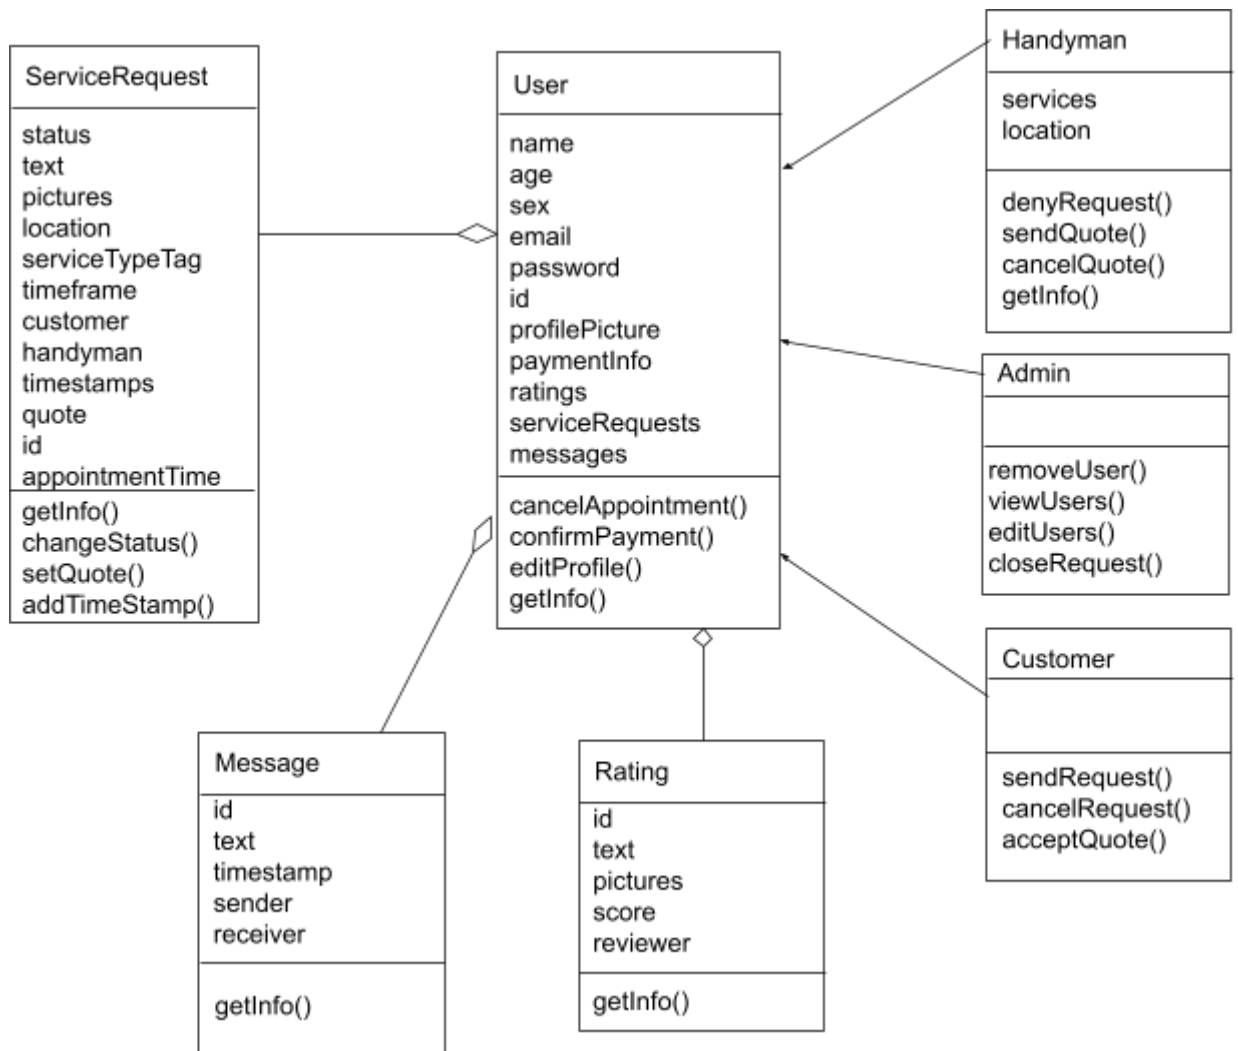 ServiceRequest
status
text
pictures
location
serviceTypeTag
timeframe
customer
handyman
timestamps
quote
id
appointmentTime
getInfo()
changeStatus()
setQuote()
addTimeStamp()
User
name
age
sex
email
password
id
profilePicture
paymentInfo
ratings
serviceRequests
messages
cancelAppointment()
confirmPayment()
editProfile()
getInfo()
Handyman
services
location
denyRequest()
sendQuote()
cancelQuote()
getInfo()
Admin
removeUser()
viewUsers()
editUsers()
closeRequest()
Customer
sendRequest()
cancelRequest()
acceptQuote()
Message
id
text
timestamp
sender
receiver
getInfo()
Rating
id
text
pictures
score
reviewer
getInfo()